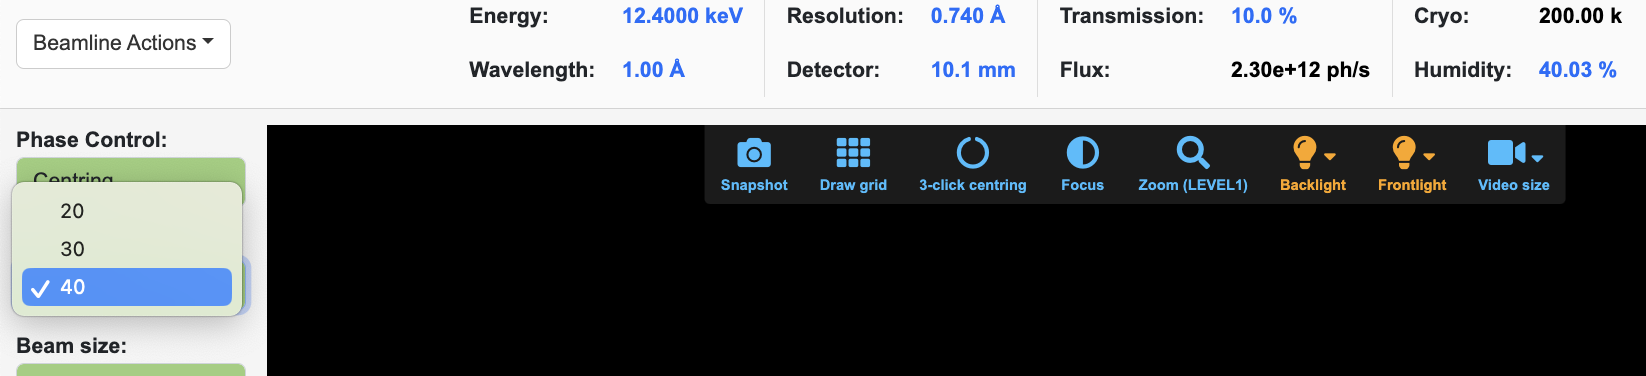 Beamline Actions
Energy: 12.4000 keV Resolution: 0.740 Å Transmission: 10.0 % Cryo: 200.00 k
Wavelength: 1.00 Å Detector: 10.1 mm Flux: 2.30e+12 ph/s Humidity: 40.03 %
Phase Control:
Centring
20
30
40
Beam size:
Snapshot Draw grid 3-click centring Focus Zoom (LEVEL1) Backlight Frontlight Video size